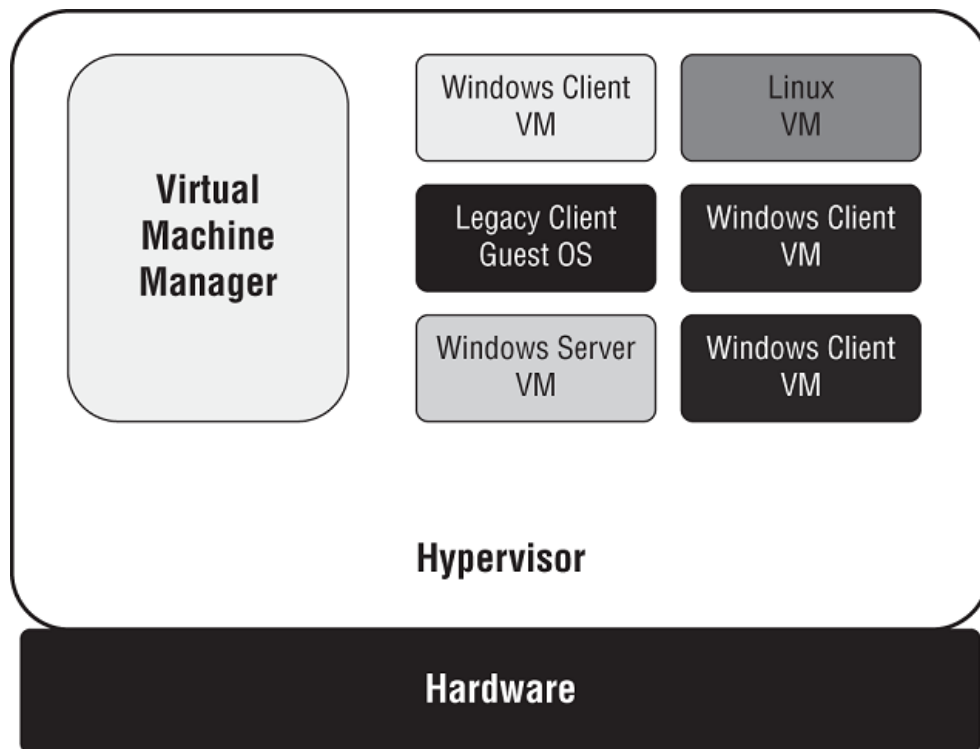 Virtual
Machine
Manager
Windows Client
VM
Linux
VM
Legacy Client
Guest OS
Windows Client
VM
Windows Server
VM
Windows Client
VM
Hypervisor
Hardware